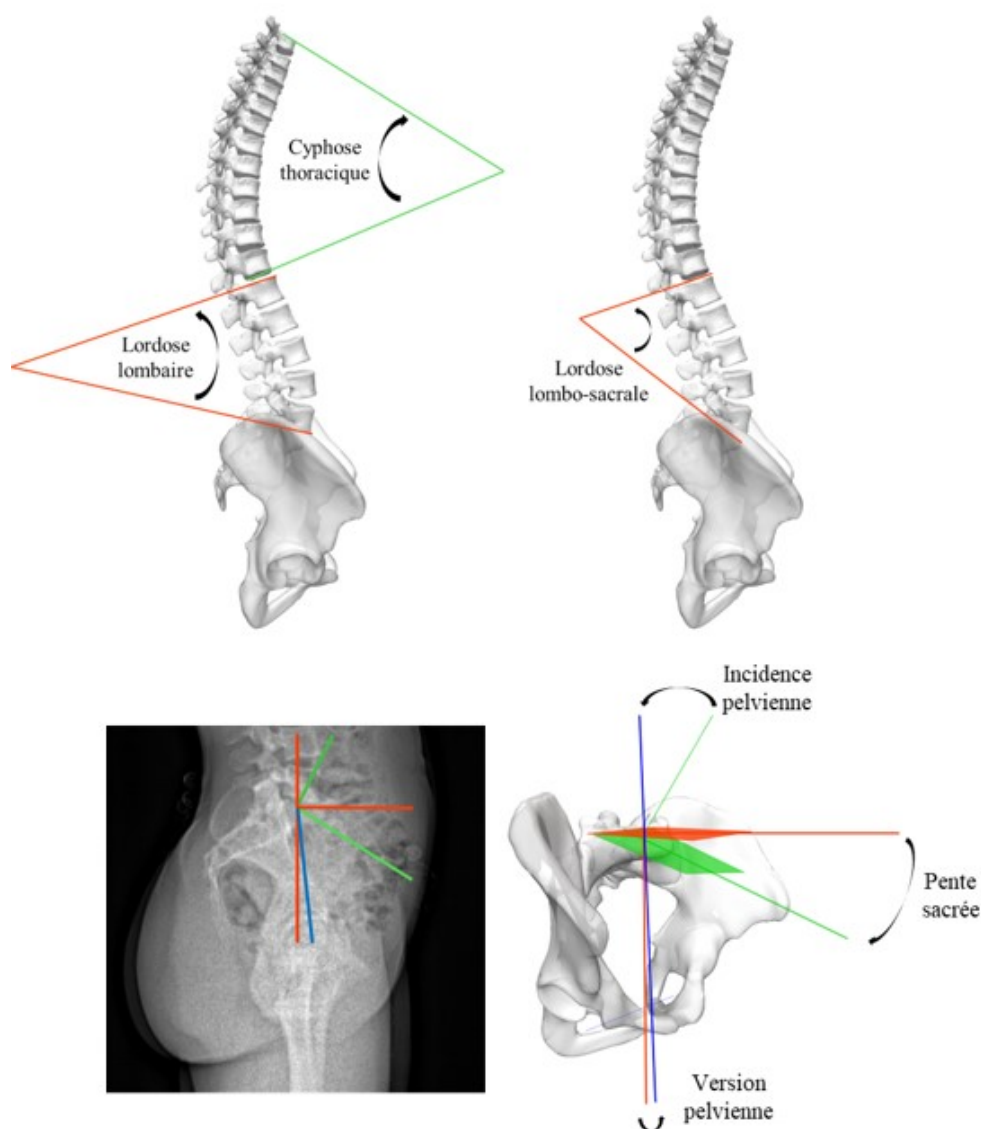 Cyphose
thoracique
Lordose
lombaire
Lordose
lombo-sacrale
Incidence
pelvienne
Pente
sacrée
Version
pelvienne